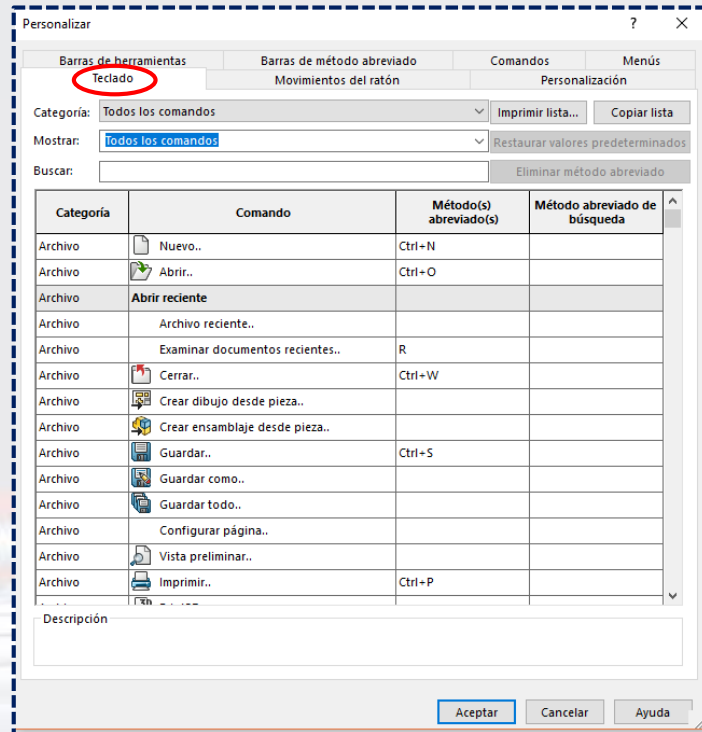 Personalizar ?
Barras de herramientas Barras de método abreviado Comandos Menús
Teclado Movimientos del ratón Personalización
Categoría: Todos los comandos Imprimir lista... Copiar lista
Mostrar: Todos los comandos Restaurar valores predeterminados
Buscar: Eliminar método abreviado
Categoría Comando Método(s) abreviado(s) Método abreviado de búsqueda
Archivo Nuevo.. Ctrl+N
Archivo Abrir.. Ctrl+O
Archivo Abrir reciente
Archivo Archivo reciente..
Archivo Examinar documentos recientes.. R
Archivo Cerrar.. Ctrl+W
Archivo Crear dibujo desde pieza..
Archivo Crear ensamblaje desde pieza..
Archivo Guardar.. Ctrl+S
Archivo Guardar como..
Archivo Guardar todo..
Archivo Configurar página..
Archivo Vista preliminar..
Archivo Imprimir.. Ctrl+P
Descripción
Aceptar Cancelar Ayuda